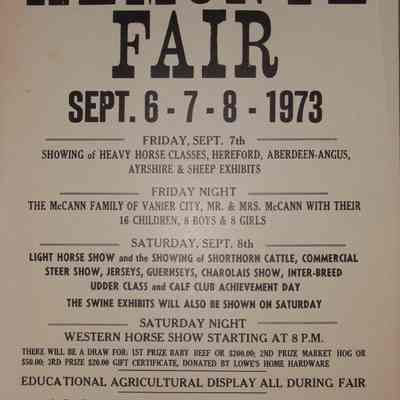 FAIR
SEPT. 6 - 7 - 8 - 1973
FRIDAY, SEPT. 7th
SHOWING of HEAVY HORSE CLASSES, HEREFORD, ABERDEEN-ANGUS,
AYRSHIRE & SHEEP EXHIBITS
FRIDAY NIGHT
THE McCANN FAMILY OF VANIER CITY, MR. & MRS. McCANN WITH THEIR
16 CHILDREN, 8 BOYS & 8 GIRLS
SATURDAY, SEPT. 8th
LIGHT HORSE SHOW and the SHOWING of SHORTHORN CATTLE, COMMERCIAL
STEER SHOW, JERSEYS, GUERNSEYS, CHAROLAIS SHOW, INTER-BREED
UDDER CLASS and CALF CLUB ACHIEVEMENT DAY
THE SWINE EXHIBITS WILL ALSO BE SHOWN ON SATURDAY
SATURDAY NIGHT
WESTERN HORSE SHOW STARTING AT 8 P.M.
THERE WILL BE A DRAW FOR: 1ST PRIZE BABY BEEF OR $200.00; 2ND PRIZE MARKET HOG OR
$50.00; 3RD PRIZE $20.00 GIFT CERTIFICATE, DONATED BY LOWE'S HOME HARDWARE
EDUCATIONAL AGRICULTURAL DISPLAY ALL DURING FAIR